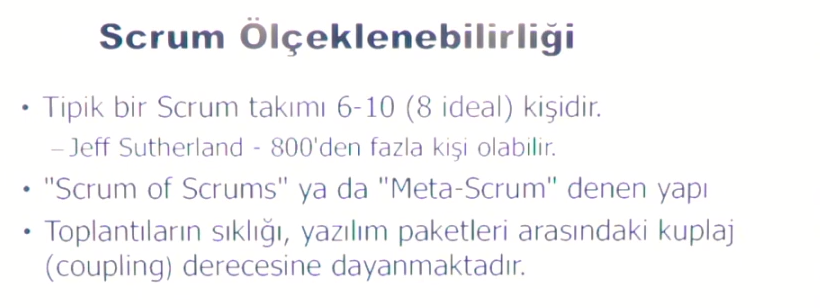 Scrum Ölçeklenebilirliği
• Tipik bir Scrum takımı 6-10 (8 ideal) kişidir.
– Jeff Sutherland - 800'den fazla kişi olabilir.
• "Scrum of Scrums" ya da "Meta-Scrum" denen yapı
• Toplantıların sıklığı, yazılım paketleri arasındaki kuplaj
(coupling) derecesine dayanmaktadır.